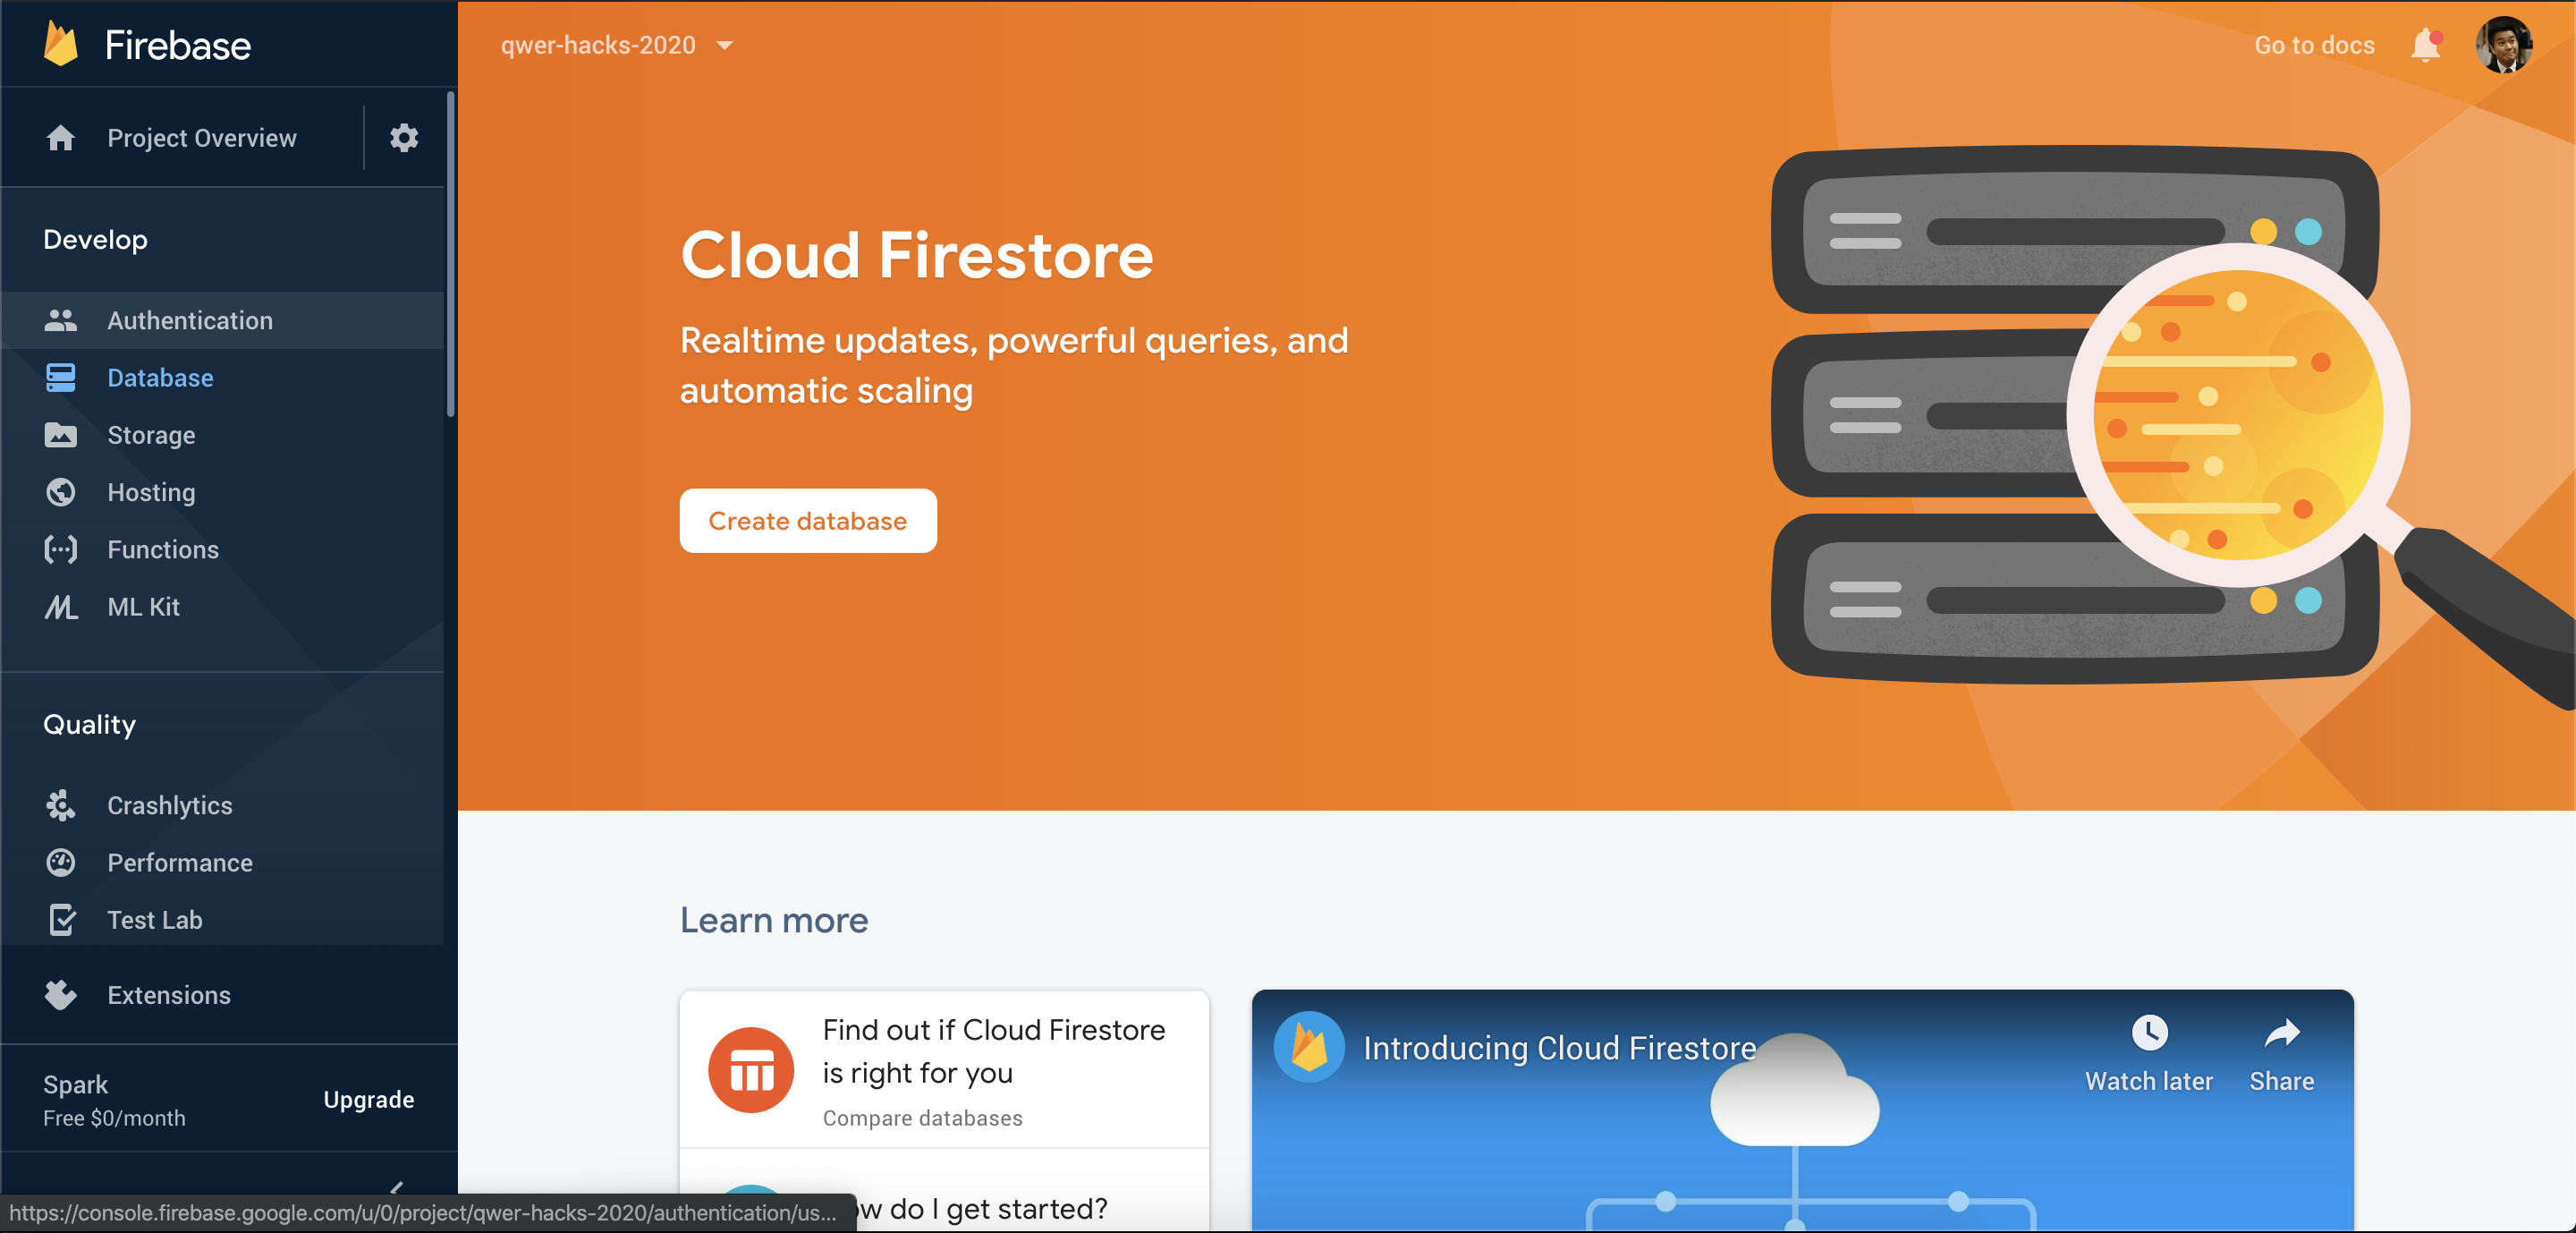 Firebase
Project Overview
Develop
Authentication
Database
Storage
Hosting
Functions
ML Kit
Quality
Crashlytics
Performance
Test Lab
Extensions
Spark
Free $0/month
Upgrade
https://console.firebase.google.com/u/0/project/qwer-hacks-2020/authentication/us...
qwer-hacks-2020
Go to docs
Cloud Firestore
Realtime updates, powerful queries, and
automatic scaling
Create database
Learn more
Find out if Cloud Firestore
is right for you
Compare databases
ow do I get started?
Introducing Cloud Firestore
Watch later
Share